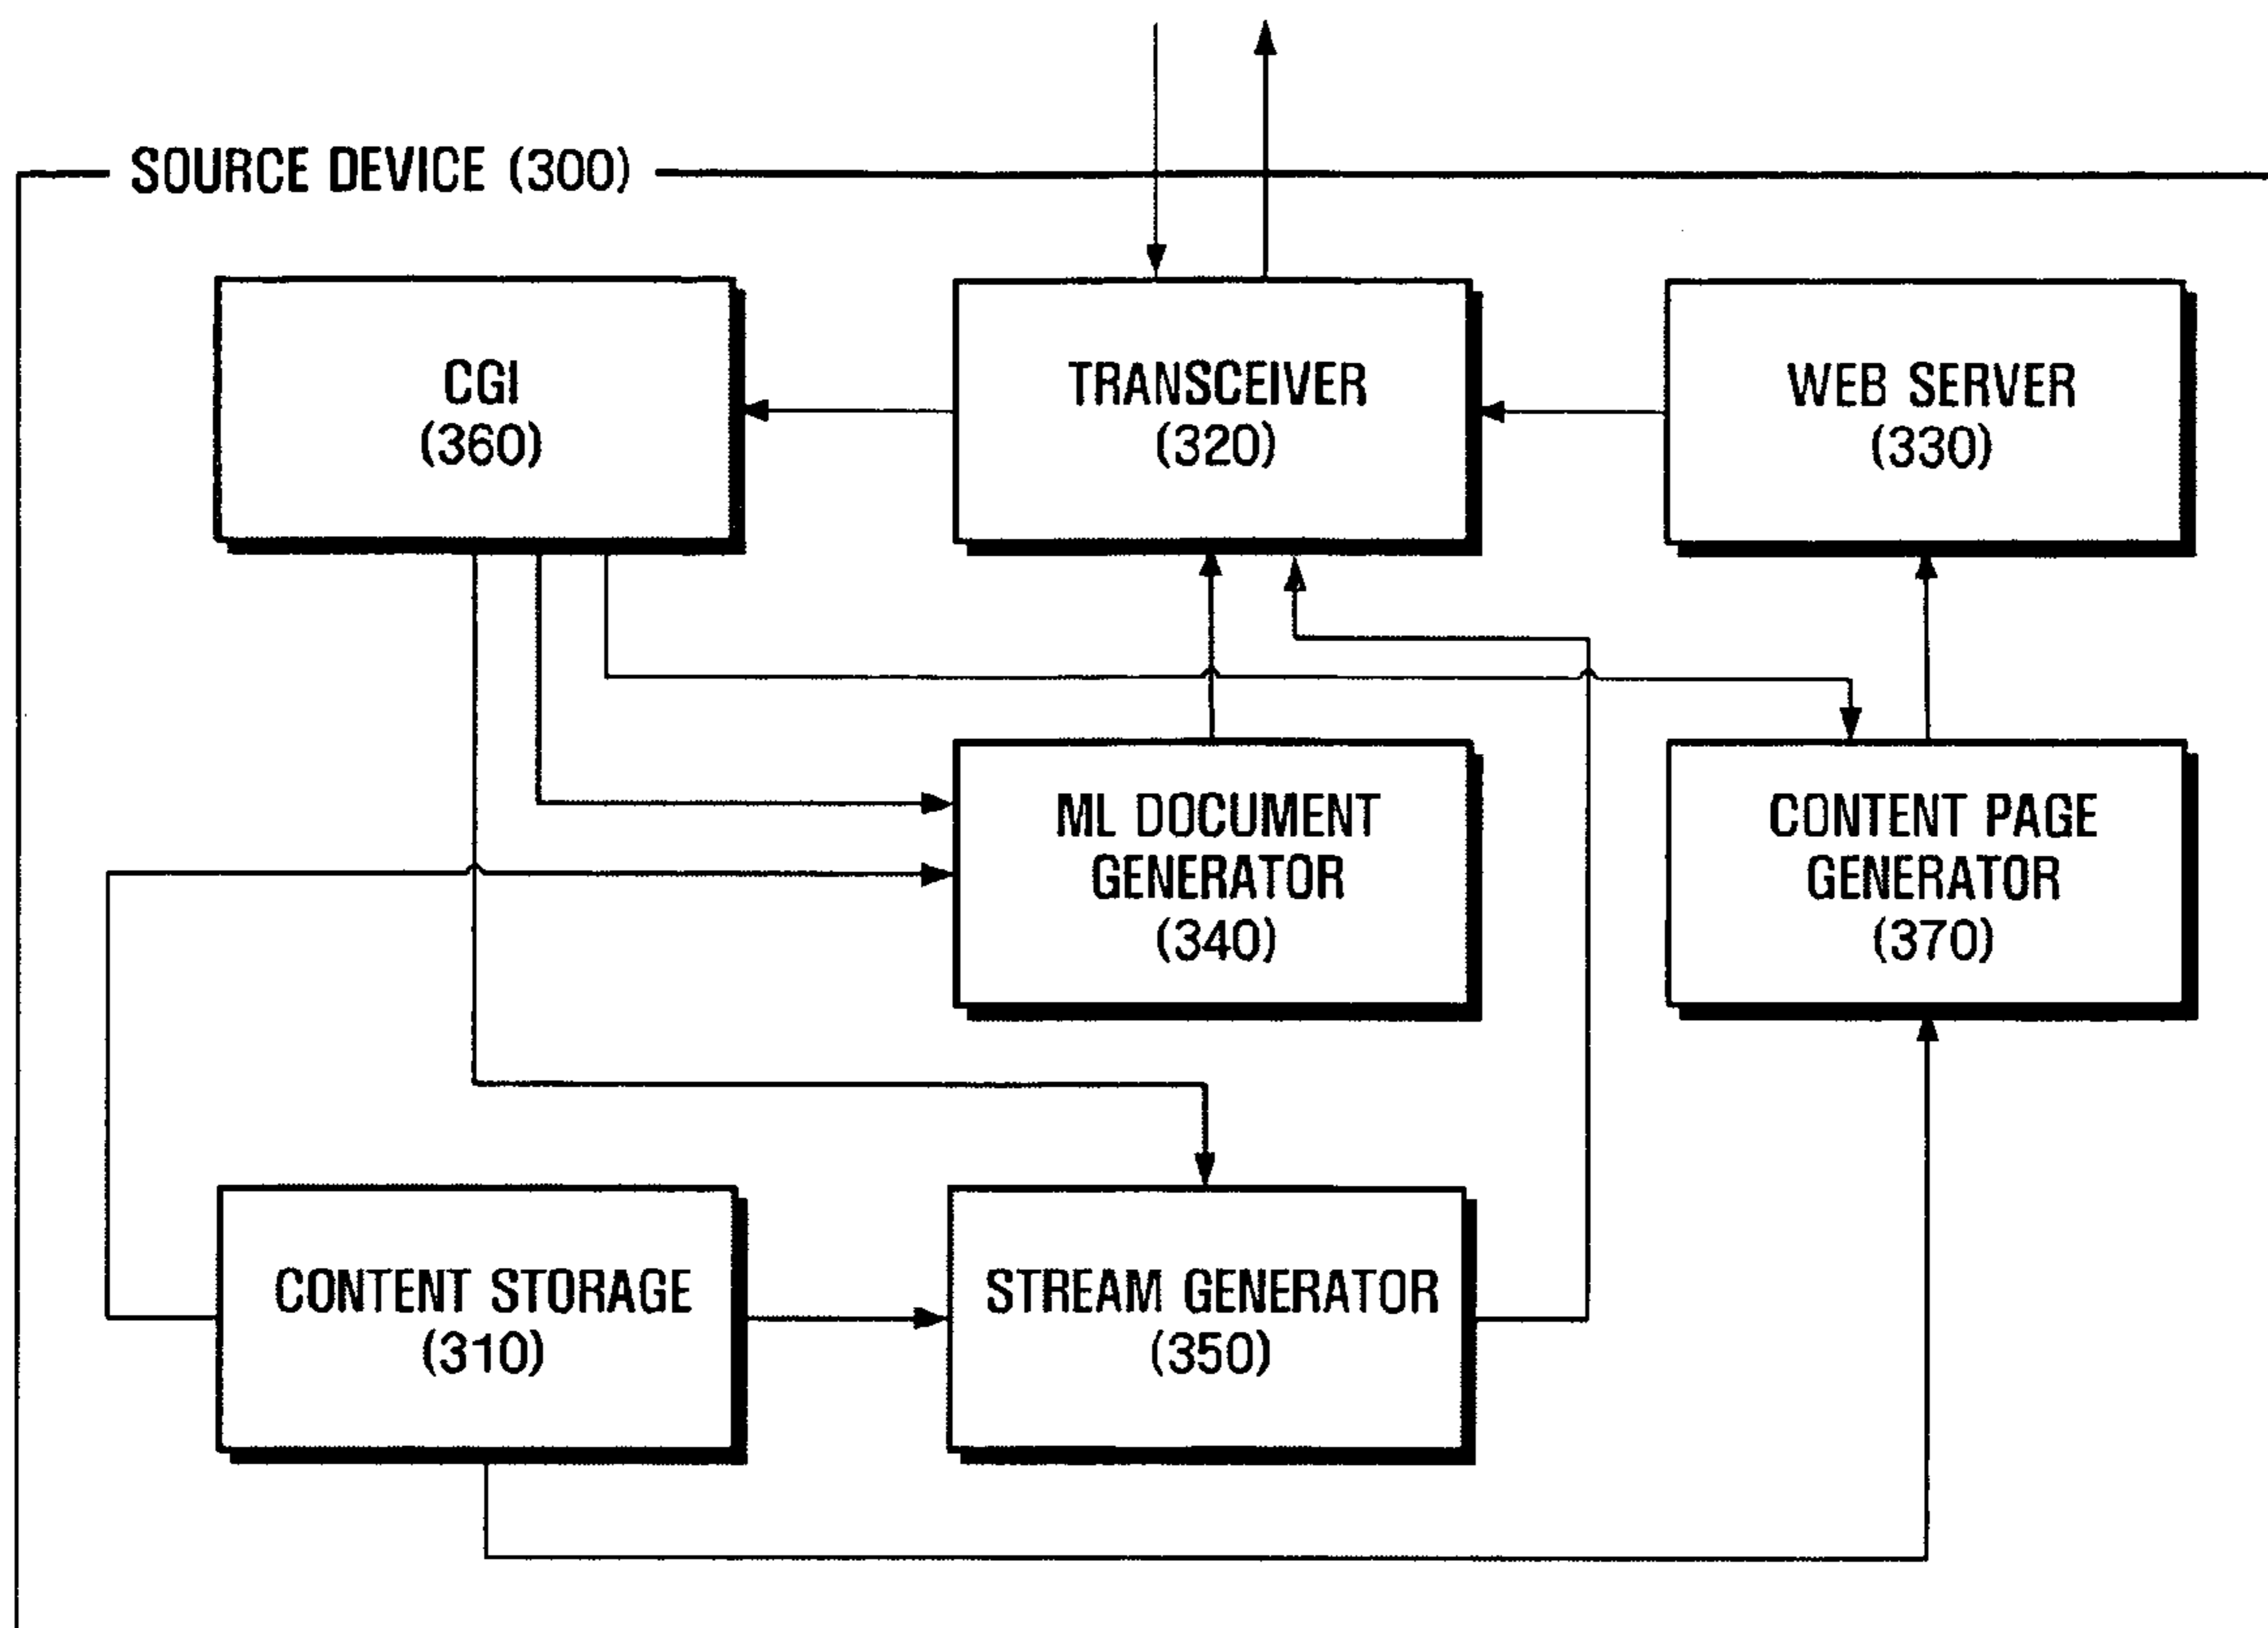 SOURCE DEVICE (300)
CGI
(360)
TRANSCEIVER
(320)
WEB SERVER
(330)
ML DOCUMENT
GENERATOR
(340)
CONTENT PAGE
GENERATOR
(370)
CONTENT STORAGE
(310)
STREAM GENERATOR
(350)